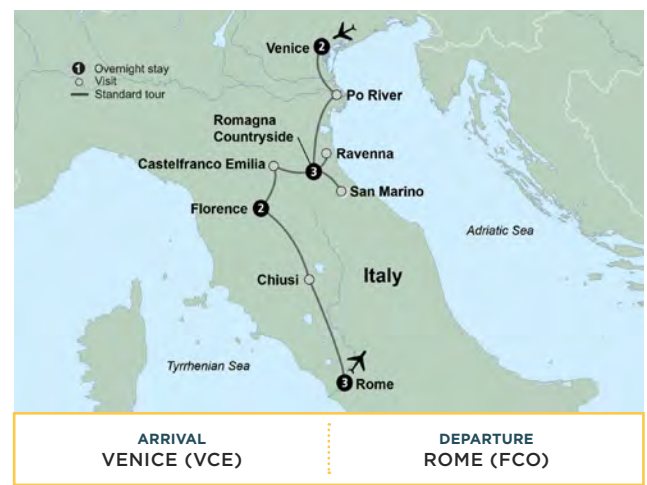 1 Overnight stay
Visit
Standard tour
Venice 2
Po River
Romagna
Countryside
3
Ravenna
Castelfranco Emilia
San Marino
Florence 2
Adriatic Sea
Chiusi
Italy
Tyrrhenian Sea
3 Rome
ARRIVAL
VENICE (VCE)
DEPARTURE
ROME (FCO)